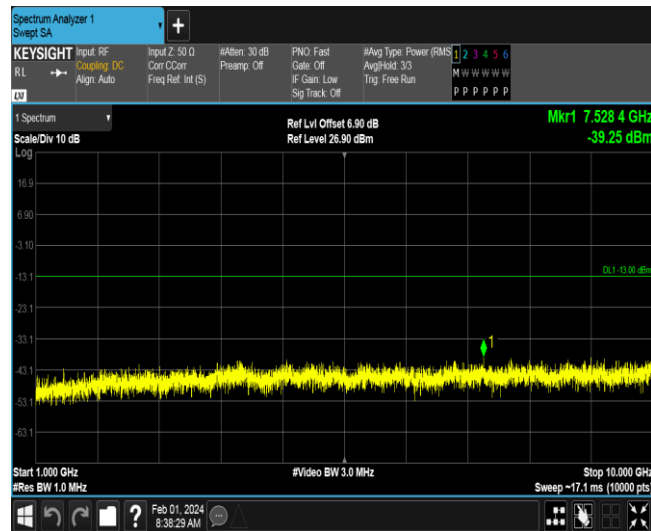 Spectrum Analyzer 1
Swept SA
+
KEYSIGHT Input: RF Input Z: 50 Ω #Atten: 30 dB PNO: Fast #Avg Type: Power (RMS 1 2 3 4 5 6
RL Coupling: DC Corr CCorr Preamp: Off Gate: Off Avg|Hold: 3/3 M W W W W W
Align: Auto Freq Ref: Int (S) IF Gain: Low Trig: Free Run
LXI Sig Track: Off P P P P P P
1 Spectrum Ref Lvl Offset 6.90 dB Mkr1 7.528 4 GHz
Scale/Div 10 dB Ref Level 26.90 dBm -39.25 dBm
Log
16.9
6.90
-3.10
DL1 -13.00 dBm
-13.1
-23.1
-33.1
1
-43.1
-53.1
-63.1
Start 1.000 GHz #Video BW 3.0 MHz Stop 10.000 GHz
#Res BW 1.0 MHz Sweep ~17.1 ms (10000 pts)
? Feb 01, 2024
8:38:29 AM